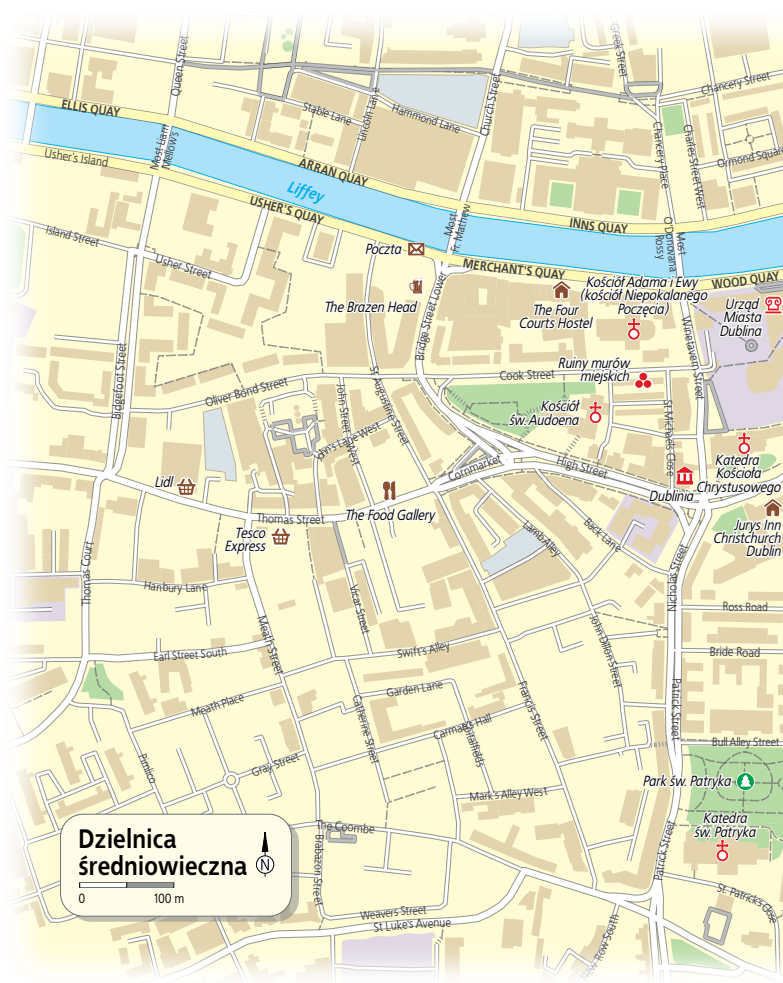 Queen Street
Greek Street
Chancery Street
Church Street
Stable Lane
Lincoln Lane
Hammond Lane
Chancery Place
Charles Street West
Ormond Square
ELLIS QUAY
Usher's Island
Most Liam
Mellows
ARRAN QUAY
Liffey
USHER'S QUAY
Most
Fr. Mathew
INNS QUAY
Most
O'Donovana
Rossy
MERCHANT'S QUAY
WOOD QUAY
Island Street
Usher Street
Poczta
The Brazen Head
Bridge Street Lower
The Four
Courts Hostel
Kościół Adama i Ewy
(kościół Niepokalanego
Poczęcia)
Urząd
Miasta
Dublina
Winetavern Street
Ruiny murów
miejskich
Cook Street
Bridgefoot Street
Oliver Bond Street
John Street West
St Augustine Street
Kościół
św. Audoena
St Michaels Close
Katedra
Kościoła
Chrystusowego
Cornmarket
High Street
Dublinia
Lidl
The Food Gallery
Thomas Street
Tesco
Express
Lamb Alley
Back Lane
Jurys Inn
Christchurch
Dublin
Nicholas Street
Thomas Court
Hanbury Lane
Vicar Street
Ross Road
Meath Street
John Dillon Street
Earl Street South
Swift's Alley
Bride Road
Garden Lane
Francis Street
Patrick Street
Meath Place
Catherine Street
Carman's Hall
Bull Alley Street
Pimlico
Gray Street
Mark's Alley West
Park św. Patryka
Katedra
św. Patryka
Dzielnica
średniowieczna
N
0
100 m
The Coombe
Brabazon Street
Patrick Street
St. Patrick's Close
Weavers Street
St Luke's Avenue
New Row South